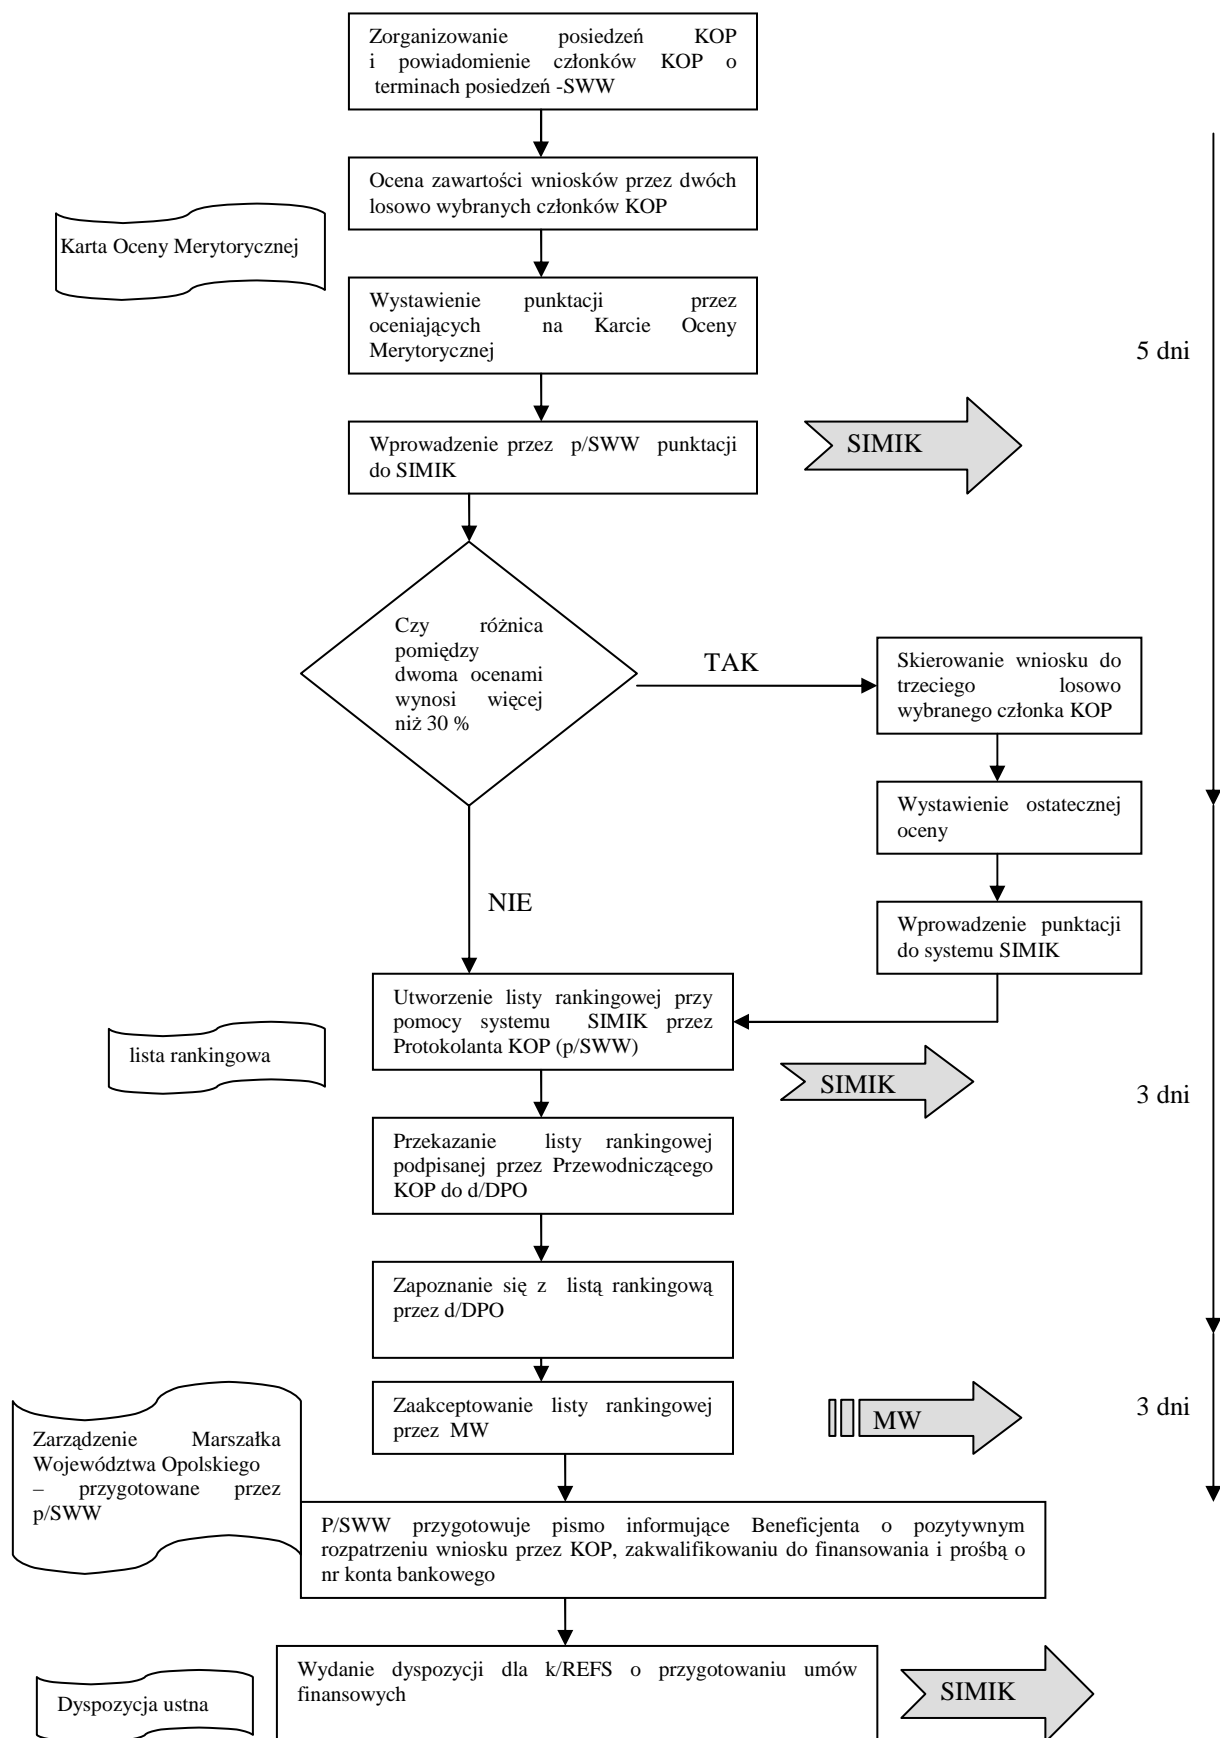 Zorganizowanie posiedzeń KOP
i powiadomienie członków KOP o
terminach posiedzeń -SWW
Ocena zawartości wniosków przez dwóch
losowo wybranych członków KOP
Karta Oceny Merytorycznej
Wystawienie punktacji przez
oceniających na Karcie Oceny
Merytorycznej
5 dni
Wprowadzenie przez p/SWW punktacji
do SIMIK
SIMIK
Czy różnica
pomiędzy
dwoma ocenami
wynosi więcej
niż 30 %
TAK
Skierowanie wniosku do
trzeciego losowo
wybranego członka KOP
Wystawienie ostatecznej
oceny
NIE
Wprowadzenie punktacji
do systemu SIMIK
Utworzenie listy rankingowej przy
pomocy systemu SIMIK przez
Protokolanta KOP (p/SWW)
lista rankingowa
SIMIK
3 dni
Przekazanie listy rankingowej
podpisanej przez Przewodniczącego
KOP do d/DPO
Zapoznanie się z listą rankingową
przez d/DPO
Zaakceptowanie listy rankingowej
przez MW
MW
3 dni
Zarządzenie Marszałka
Województwa Opolskiego
– przygotowane przez
p/SWW
P/SWW przygotowuje pismo informujące Beneficjenta o pozytywnym
rozpatrzeniu wniosku przez KOP, zakwalifikowaniu do finansowania i prośbą o
nr konta bankowego
Wydanie dyspozycji dla k/REFS o przygotowaniu umów
finansowych
Dyspozycja ustna
SIMIK